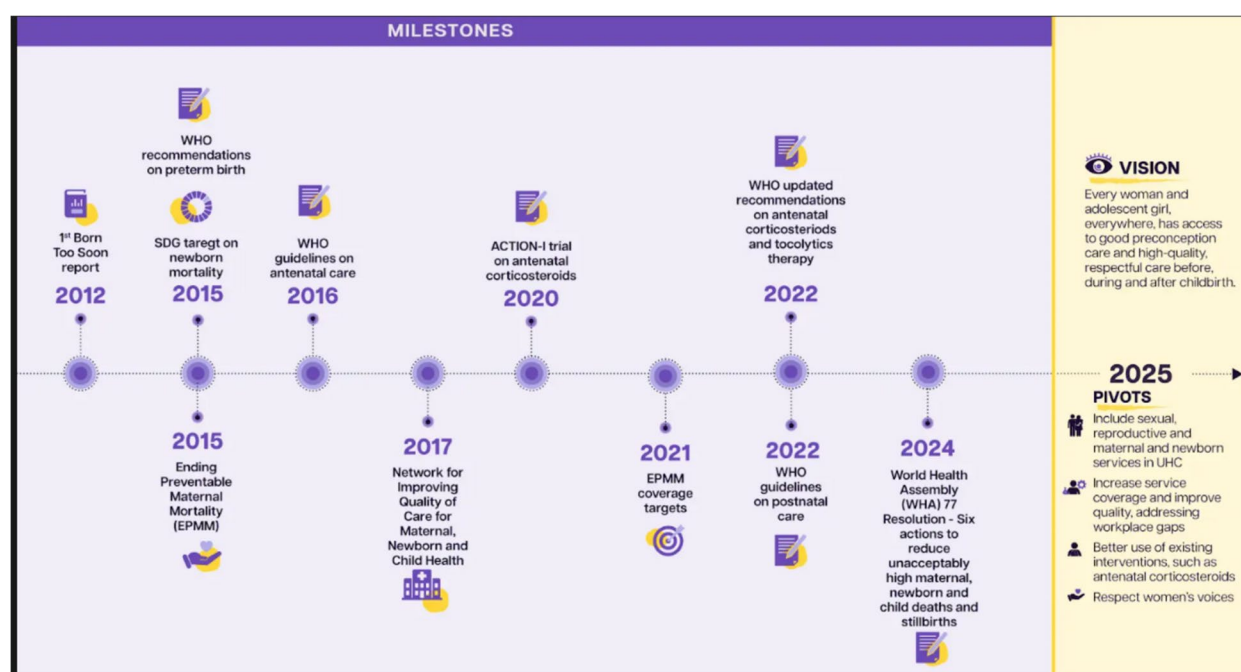 MILESTONES
WHO
recommendations
on preterm birth
1st Born
Too Soon
report
2012
SDG taregt on
newborn
mortality
2015
WHO
guidelines on
antenatal care
2016
ACTION-I trial
on antenatal
corticosteroids
2020
WHO updated
recommendations
on antenatal
corticosteriods
and tocolytics
therapy
2022
2015
Ending
Preventable
Maternal
Mortality
(EPMM)
2017
Network for
Improving
Quality of
Care for
Maternal,
Newborn and
Child Health
2021
EPMM
coverage
targets
2022
WHO
guidelines
on postnatal
care
2024
World Health
Assembly
(WHA) 77
Resolution - Six
actions to
reduce
unacceptably
high maternal,
newborn and
child deaths and
stillbirths
VISION
Every woman and
adolescent girl,
everywhere, has access
to good preconception
care and high-quality,
respectful care before,
during and after childbirth.
2025
PIVOTS
Include sexual,
reproductive and
maternal and newborn
services in UHC
Increase service
coverage and improve
quality, addressing
workplace gaps
Better use of existing
interventions, such as
antenatal corticosteroids
Respect women's voices